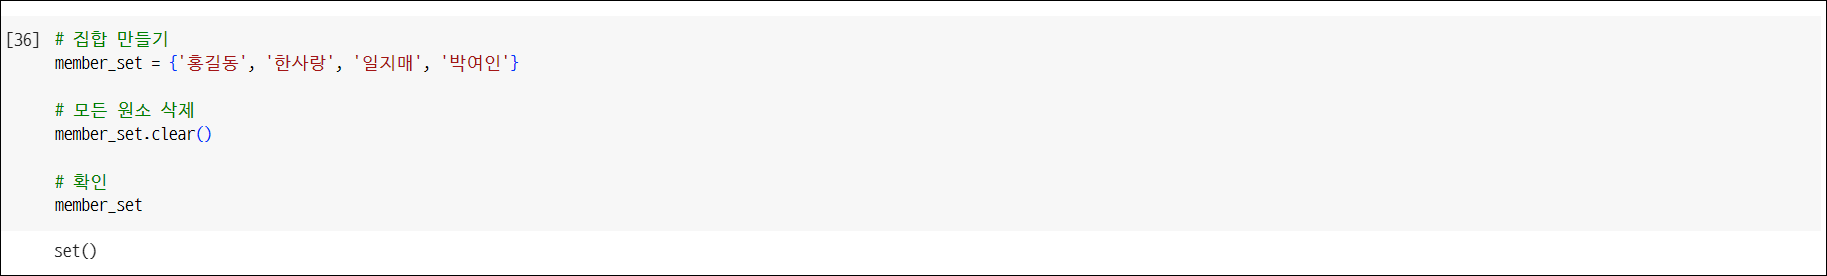 [36] # 집합 만들기
member_set = {'홍길동', '한사랑', '일지매', '박여인'}
# 모든 원소 삭제
member_set.clear()
# 확인
member_set
set()